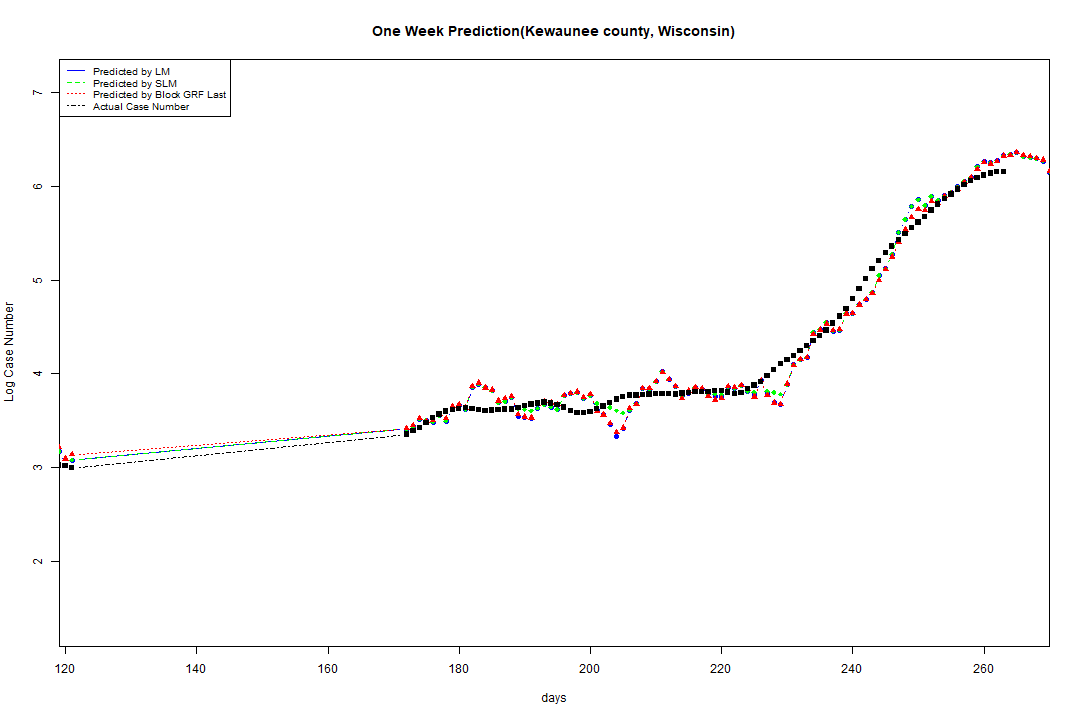 One Week Prediction(Kewaunee county, Wisconsin)
Predicted by LM
Predicted by SLM
Predicted by Block GRF Last
Actual Case Number
7
6
5
4
3
2
Log Case Number
120 140 160 180 200 220 240 260
days